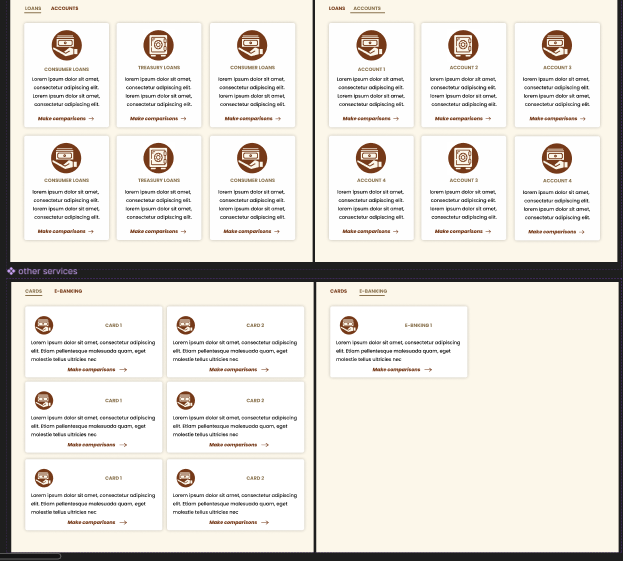 LOANS ACCOUNTS
CONSUMER LOANS
Lorem ipsum dolor sit amet,
consectetur adipiscing elit.
Lorem ipsum dolor sit amet,
consectetur adipiscing elit.
Make comparisons →
TREASURY LOANS
lorem ipsum dolor sit amet,
consectetur adipiscing elit.
lorem ipsum dolor sit amet,
consectetur adipiscing elit.
Make comparisons →
CONSUMER LOANS
lorem ipsum dolor sit amet,
consectetur adipiscing elit.
lorem ipsum dolor sit amet,
consectetur adipiscing elit.
Make comparisons →
CONSUMER LOANS
lorem ipsum dolor sit amet,
consectetur adipiscing elit.
lorem ipsum dolor sit amet,
consectetur adipiscing elit.
Make comparisons →
TREASURY LOANS
lorem ipsum dolor sit amet,
consectetur adipiscing elit.
lorem ipsum dolor sit amet,
consectetur adipiscing elit.
Make comparisons →
CONSUMER LOANS
lorem ipsum dolor sit amet,
consectetur adipiscing elit.
lorem ipsum dolor sit amet,
consectetur adipiscing elit.
Make comparisons →
LOANS ACCOUNTS
ACCOUNT 1
lorem ipsum dolor sit amet,
consectetur adipiscing elit.
lorem ipsum dolor sit amet,
consectetur adipiscing elit.
Make comparisons →
ACCOUNT 2
lorem ipsum dolor sit amet,
consectetur adipiscing elit.
lorem ipsum dolor sit amet,
consectetur adipiscing elit.
Make comparisons →
ACCOUNT 3
lorem ipsum dolor sit amet,
consectetur adipiscing elit.
lorem ipsum dolor sit amet,
consectetur adipiscing elit.
Make comparisons →
ACCOUNT 4
lorem ipsum dolor sit amet,
consectetur adipiscing elit.
lorem ipsum dolor sit amet,
consectetur adipiscing elit.
Make comparisons →
ACCOUNT 3
lorem ipsum dolor sit amet,
consectetur adipiscing elit.
lorem ipsum dolor sit amet,
consectetur adipiscing elit.
Make comparisons →
ACCOUNT 4
lorem ipsum dolor sit amet,
consectetur adipiscing elit.
lorem ipsum dolor sit amet,
consectetur adipiscing elit.
Make comparisons →
other services
CARDS E-BANKING
CARD 1
Lorem ipsum dolor sit amet, consectetur adipiscing
elit. Etiam pellentesque malesuada quam, eget
molestie tellus ultricies nec
Make comparisons →
CARD 2
Lorem ipsum dolor sit amet, consectetur adipiscing
elit. Etiam pellentesque malesuada quam, eget
molestie tellus ultricies nec
Make comparisons →
CARD 1
Lorem ipsum dolor sit amet, consectetur adipiscing
elit. Etiam pellentesque malesuada quam, eget
molestie tellus ultricies nec
Make comparisons →
CARD 2
Lorem ipsum dolor sit amet, consectetur adipiscing
elit. Etiam pellentesque malesuada quam, eget
molestie tellus ultricies nec
Make comparisons →
CARD 1
Lorem ipsum dolor sit amet, consectetur adipiscing
elit. Etiam pellentesque malesuada quam, eget
molestie tellus ultricies nec
Make comparisons →
CARD 2
Lorem ipsum dolor sit amet, consectetur adipiscing
elit. Etiam pellentesque malesuada quam, eget
molestie tellus ultricies nec
Make comparisons →
CARDS E-BANKING
E-BNKING 1
Lorem ipsum dolor sit amet, consectetur adipiscing
elit. Etiam pellentesque malesuada quam, eget
molestie tellus ultricies nec
Make comparisons →